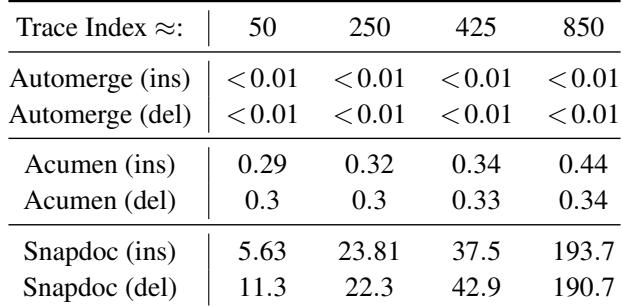 Trace Index ≈: 50 250 425 850
Automerge (ins) <0.01 <0.01 <0.01 <0.01
Automerge (del) <0.01 <0.01 <0.01 <0.01
Acumen (ins) 0.29 0.32 0.34 0.44
Acumen (del) 0.3 0.3 0.33 0.34
Snapdoc (ins) 5.63 23.81 37.5 193.7
Snapdoc (del) 11.3 22.3 42.9 190.7